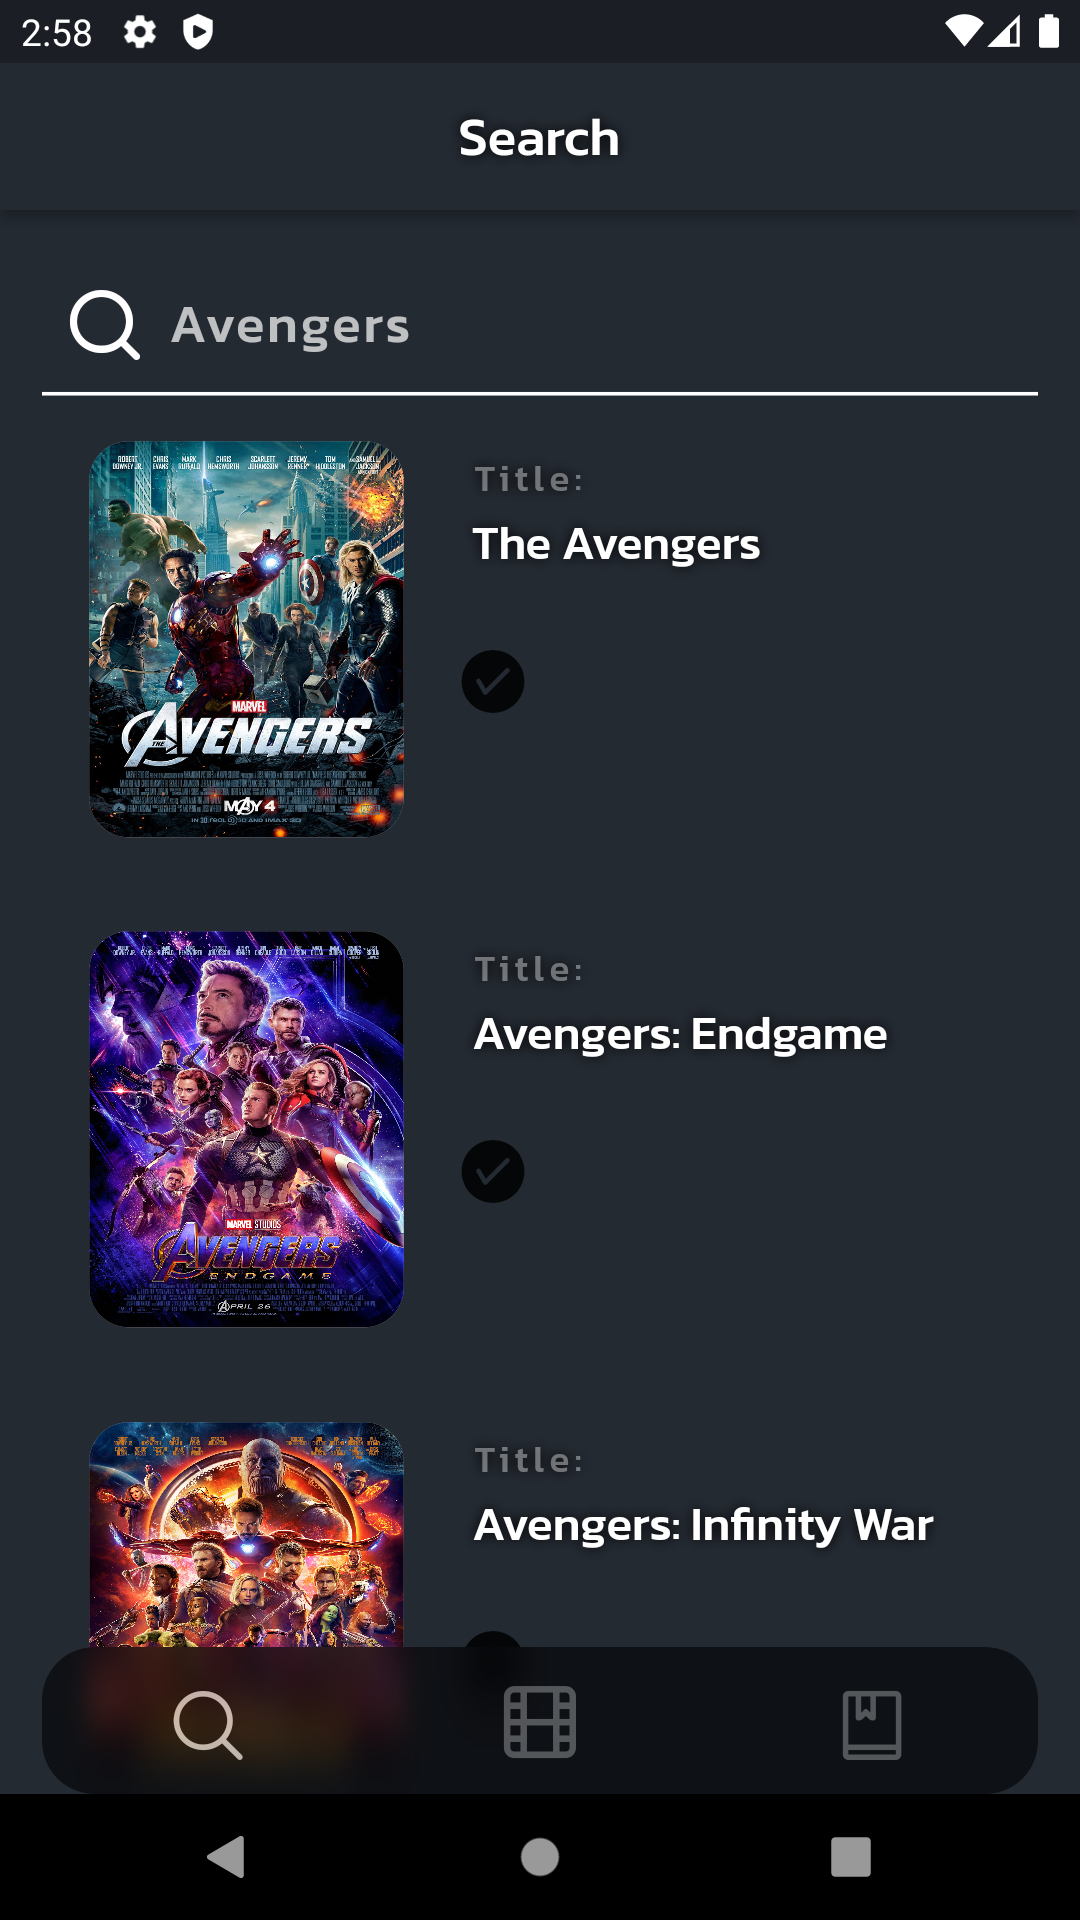 2:58
Search
Avengers
ROBERT DOWNEY JR. CHRIS EVANS MARK RUFFALO CHRIS HEMSWORTH SCARLETT JOHANSSON JEREMY RENNER TOM HIDDLESTON AND SAMUEL L. JACKSON
MARVEL
THE AVENGERS
MAY 4
Title:
The Avengers
MARVEL STUDIOS
AVENGERS
ENDGAME
APRIL 26
Title:
Avengers: Endgame
Title:
Avengers: Infinity War